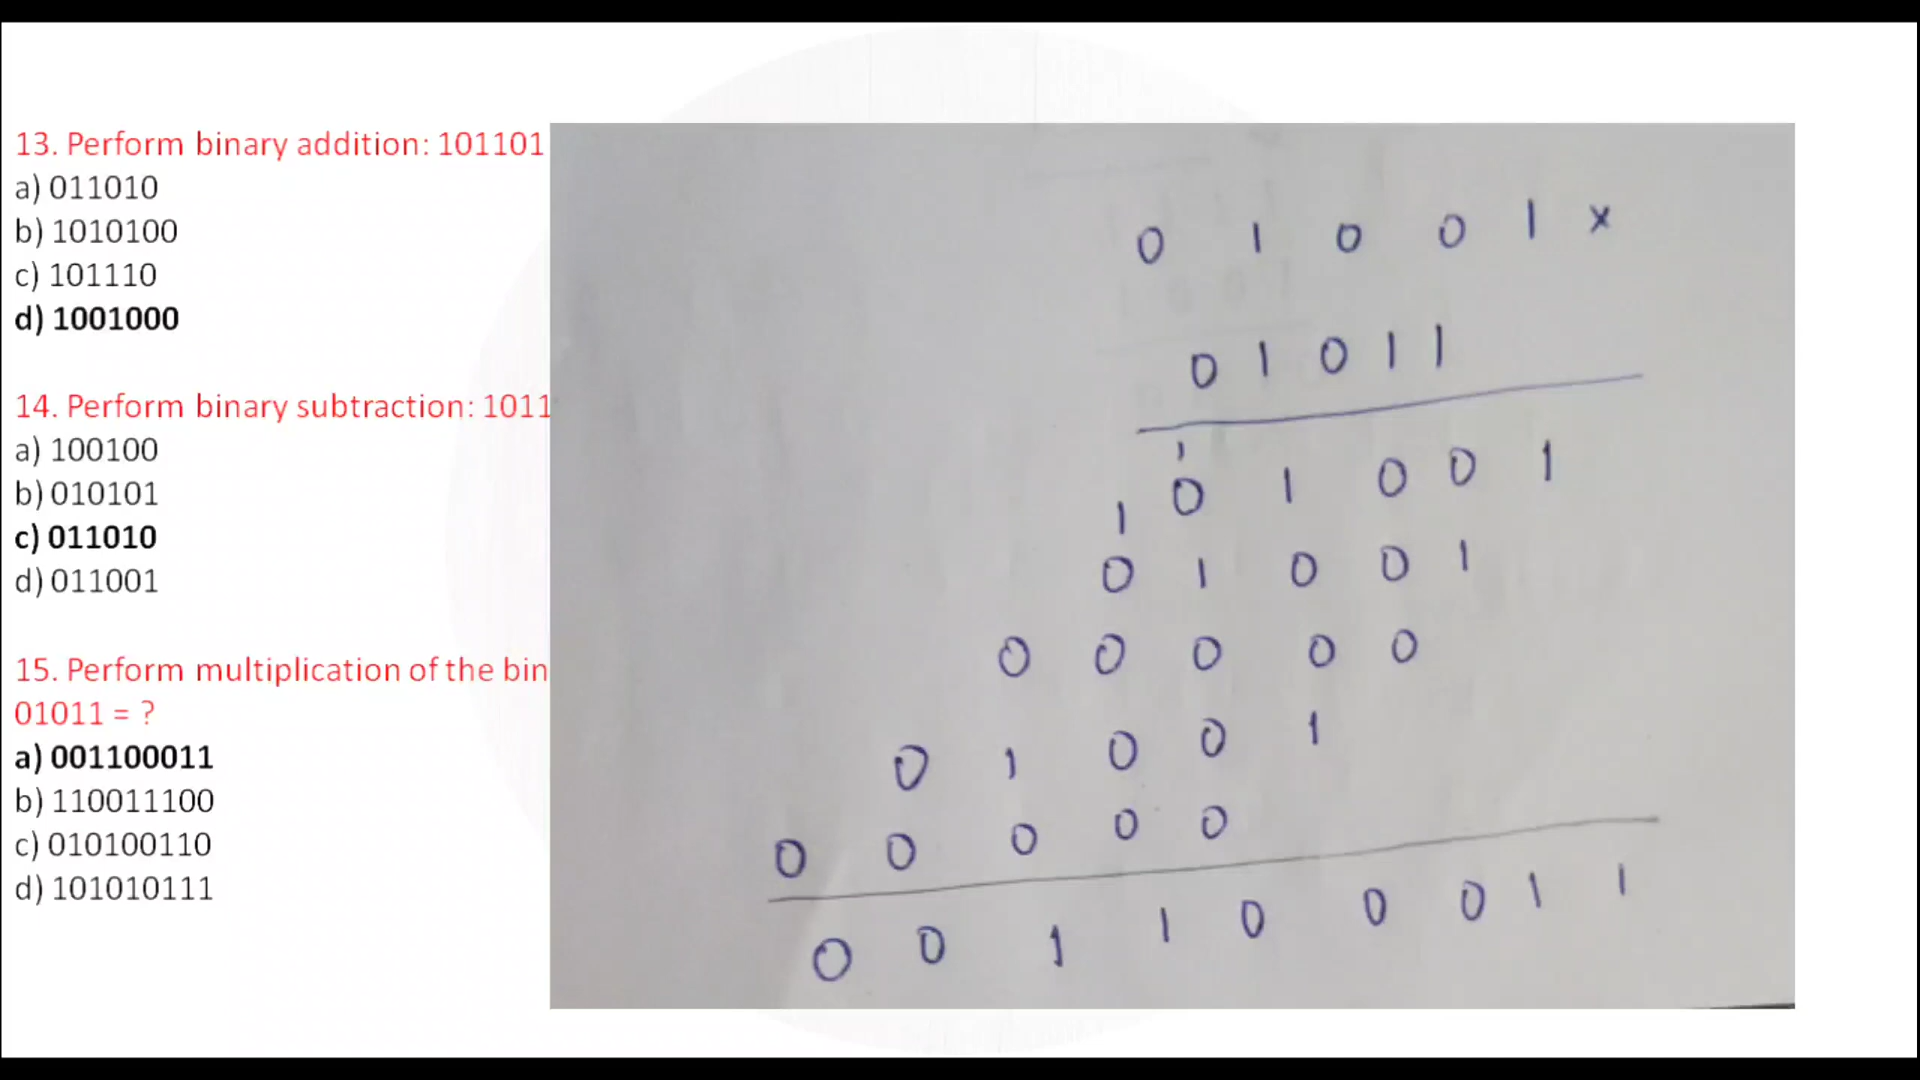 13. Perform binary addition: 101101
a) 011010
b) 1010100
c) 101110
d) 1001000
14. Perform binary subtraction: 1011
a) 100100
b) 010101
c) 011010
d) 011001
15. Perform multiplication of the bin
01011 = ?
a) 001100011
b) 110011100
c) 010100110
d) 101010111
0 1 0 0 1 x
0 1 0 1 1
1
0 1 0 0 1
1
0 1 0 0 1
0 0 0 0 0
0 1 0 0 1
0 0 0 0 0
0 0 1 1 0 0 0 1 1